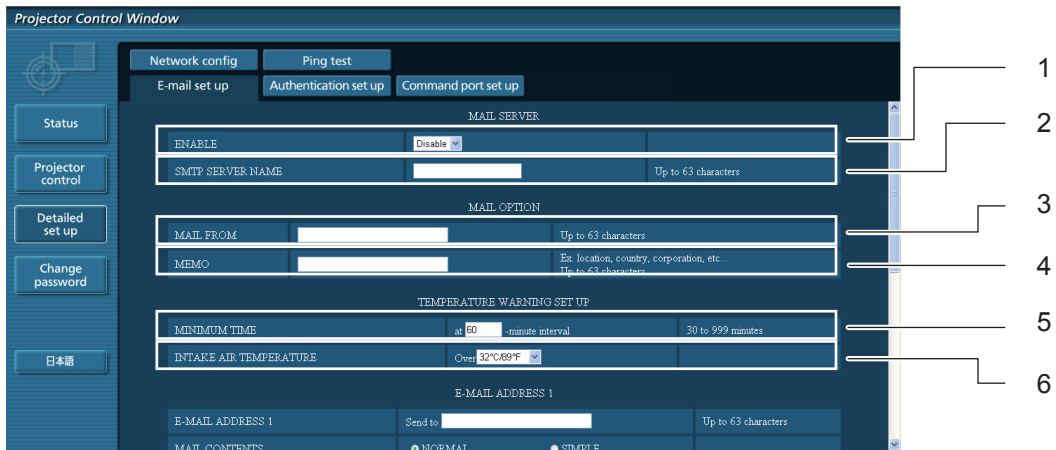 Projector Control Window
Network config Ping test
E-mail set up Authentication set up Command port set up
Status
Projector control
Detailed set up
Change password
日本語
MAIL SERVER
ENABLE Disable
SMTP SERVER NAME Up to 63 characters
MAIL OPTION
MAIL FROM Up to 63 characters
MEMO Ex. location, country, corporation, etc...
Up to 63 characters
TEMPERATURE WARNING SET UP
MINIMUM TIME at 60 -minute interval 30 to 999 minutes
INTAKE AIR TEMPERATURE Over 32°C/89°F
E-MAIL ADDRESS 1
E-MAIL ADDRESS 1 Send to Up to 63 characters
MAIL CONTENTS NORMAL SIMPLE
1
2
3
4
5
6